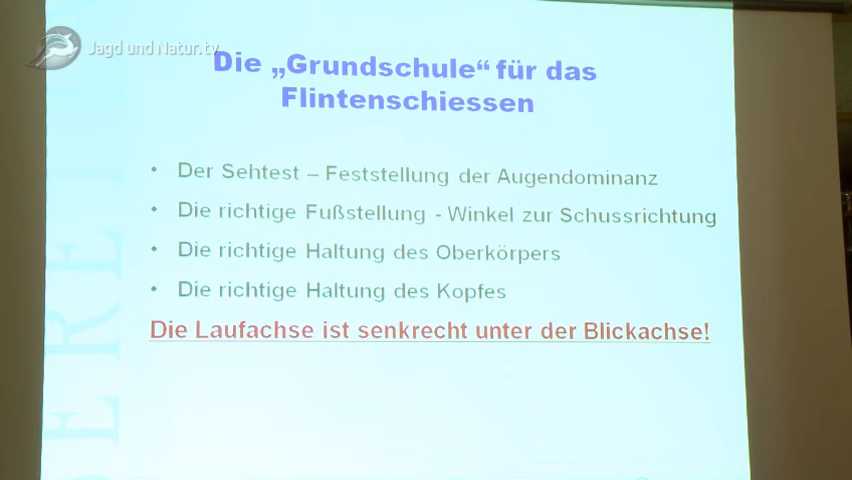 Jagd und Natur.tv
Die „Grundschule“ für das
Flintenschiessen
• Der Sehtest – Feststellung der Augendominanz
• Die richtige Fußstellung - Winkel zur Schussrichtung
• Die richtige Haltung des Oberkörpers
• Die richtige Haltung des Kopfes
Die Laufachse ist senkrecht unter der Blickachse!